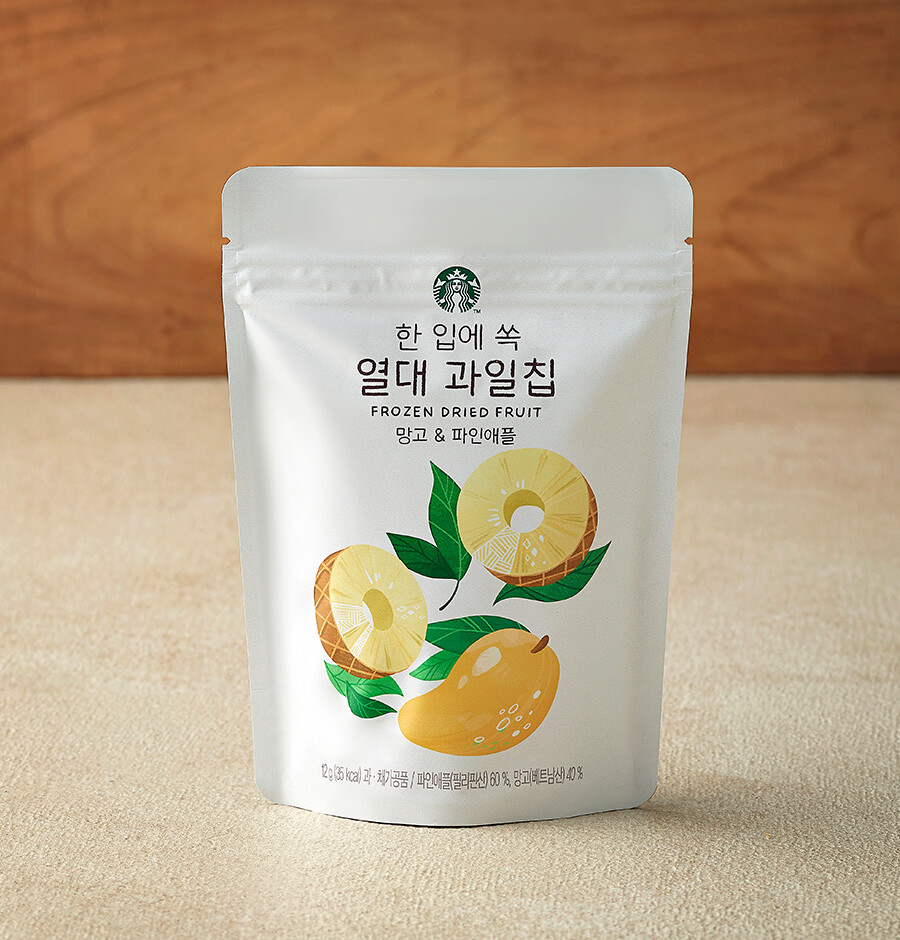 한 입에 쏙
열대 과일칩
FROZEN DRIED FRUIT
망고 & 파인애플
12 g (35 kcal) 과·채가공품 / 파인애플(필리핀산) 60 %, 망고(베트남산) 40 %